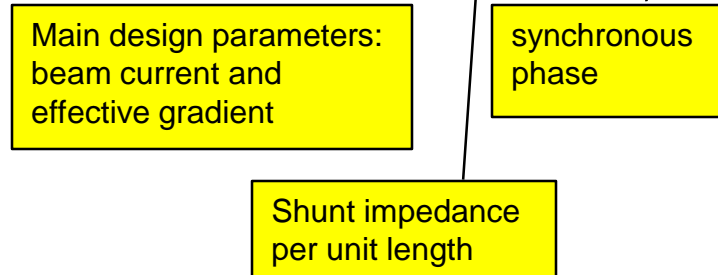 Main design parameters:
beam current and
effective gradient
synchronous
phase
Shunt impedance
per unit length